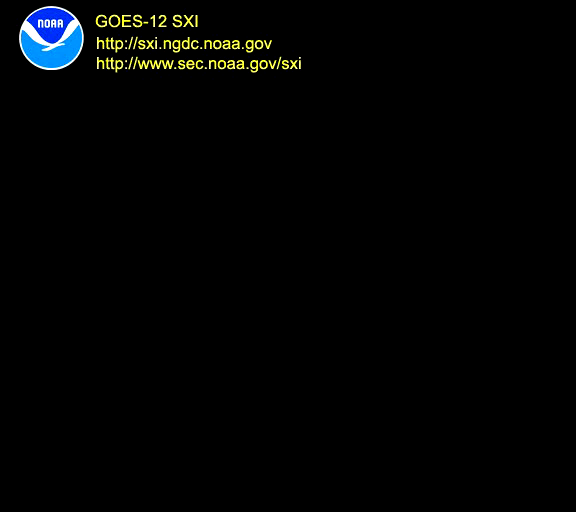 NOAA
GOES-12 SXI
http://sxi.ngdc.noaa.gov
http://www.sec.noaa.gov/sxi